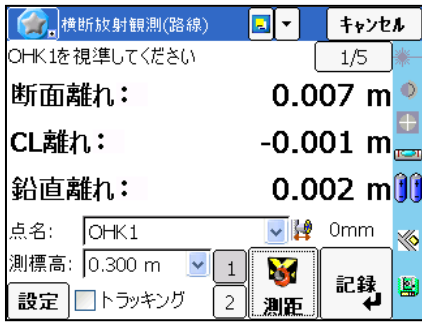 横断放射観測(路線) キャンセル
OHK1を視準してください 1/5
断面離れ： 0.007 m
CL離れ： -0.001 m
鉛直離れ： 0.002 m
点名: OHK1 0mm
測標高: 0.300 m 1
設定 トラッキング 2 測距 記録